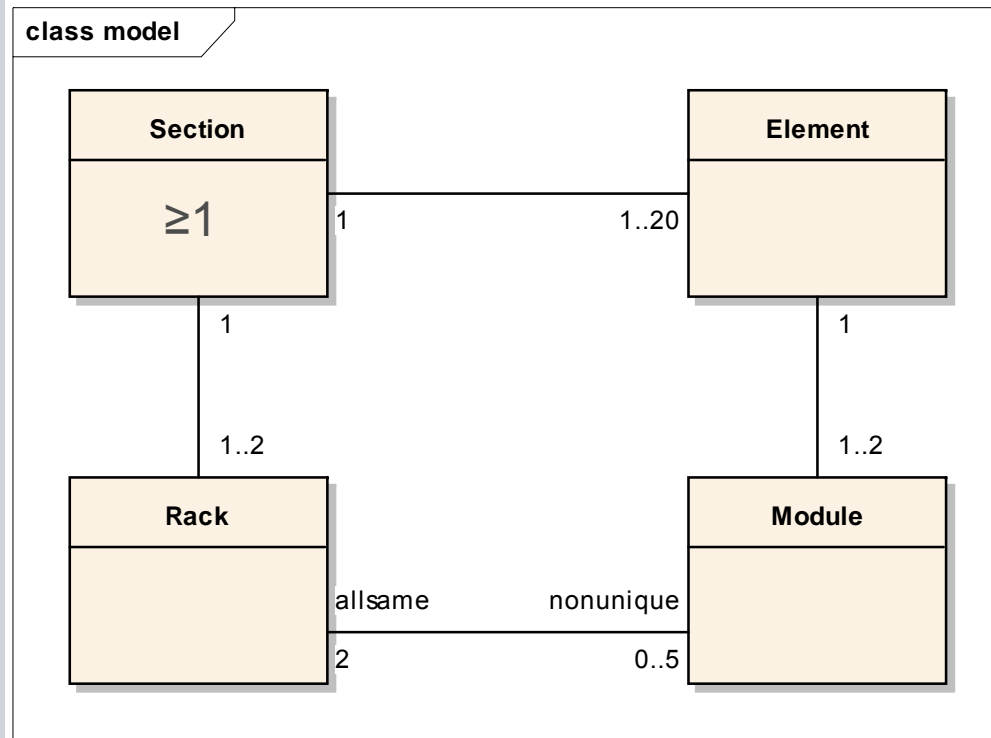 class model
Section
Element
≥1
1
1..20
1
1
1..2
1..2
Rack
Module
allsame
nonunique
2
0..5